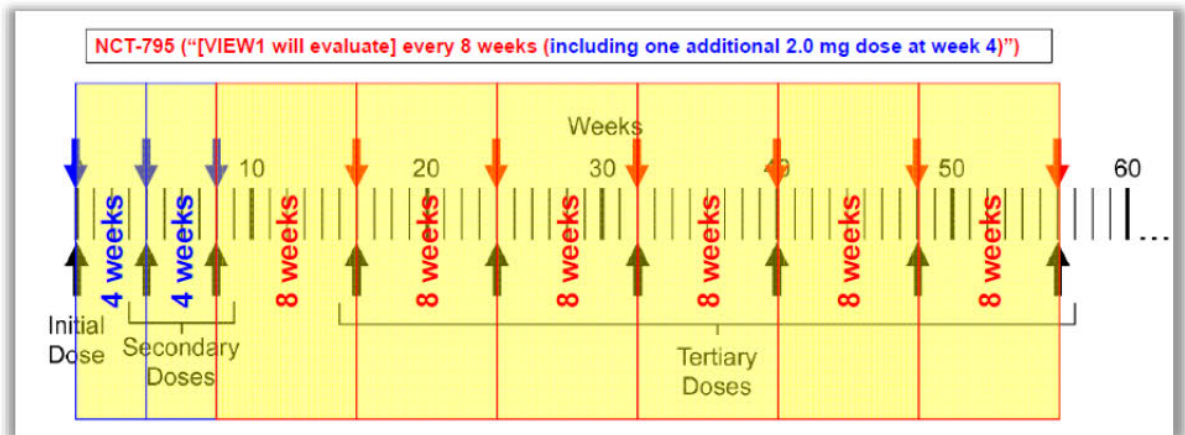 NCT-795 (“[VIEW1 will evaluate] every 8 weeks (including one additional 2.0 mg dose at week 4)”)
Weeks
10 20 30 40 50 60
4 weeks 4 weeks 8 weeks 8 weeks 8 weeks 8 weeks 8 weeks 8 weeks
....
Initial
Dose
Secondary
Doses
Tertiary
Doses